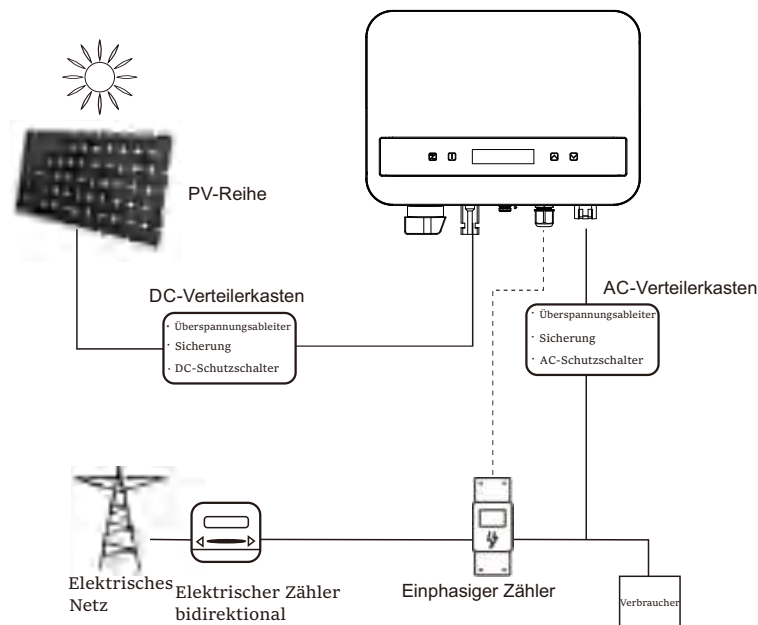 PV-Reihe
DC-Verteilerkasten
· Überspannungsableiter
· Sicherung
· DC-Schutzschalter
AC-Verteilerkasten
· Überspannungsableiter
· Sicherung
· AC-Schutzschalter
Elektrisches
Netz
Elektrischer Zähler
bidirektional
Einphasiger Zähler
Verbraucher